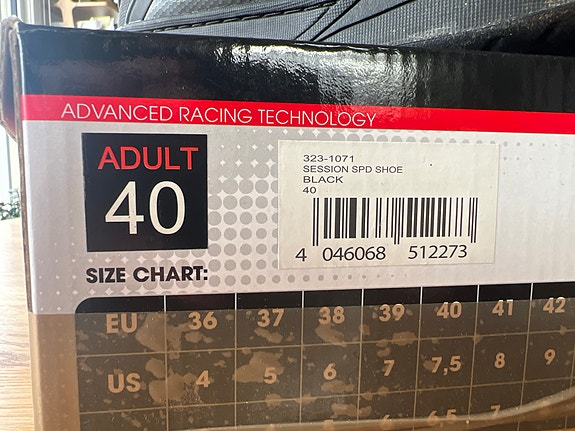 ADVANCED RACING TECHNOLOGY
ADULT
40
323-1071
SESSION SPD SHOE
BLACK
40
4 046068 512273
SIZE CHART:
EU 36 37 38 39 40 41 42
US 4 5 6 7 7,5 8 9